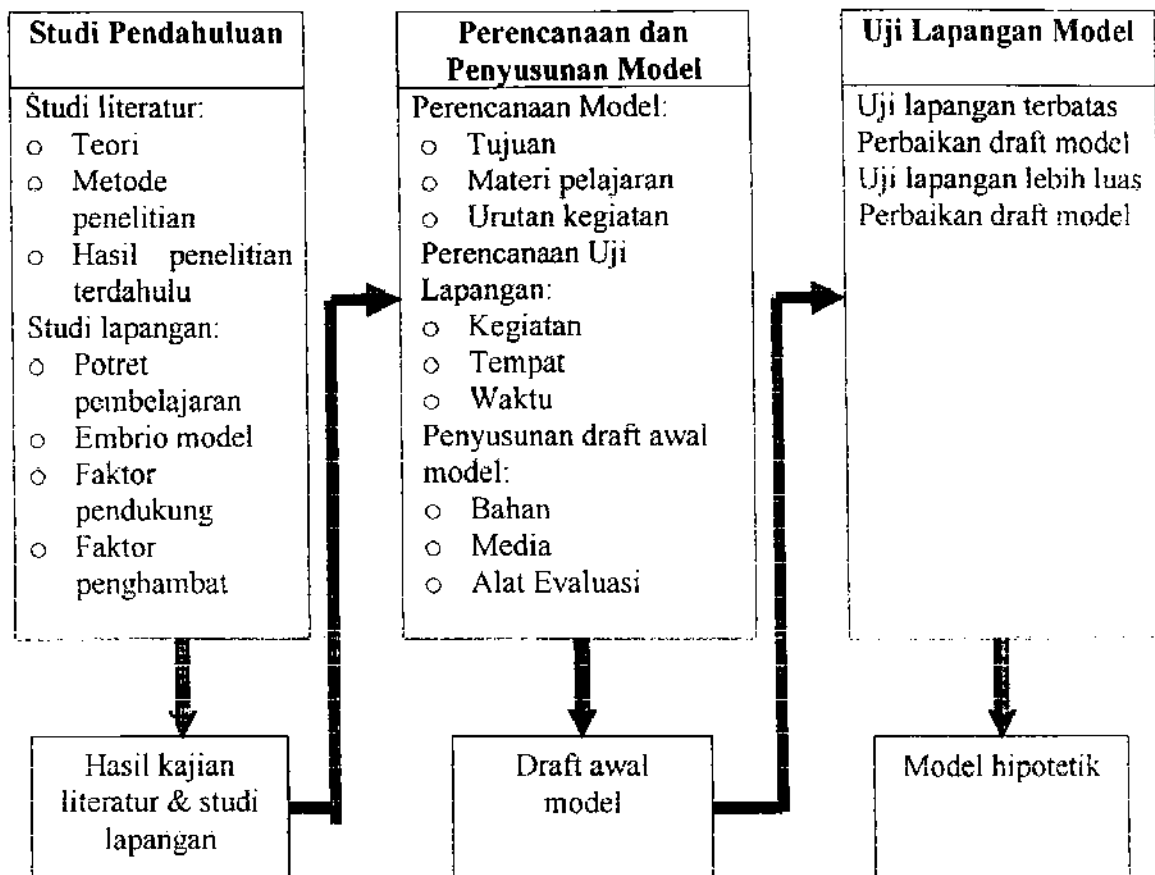 Studi Pendahuluan
Studi literatur:
o Teori
o Metode
penelitian
o Hasil penelitian
terdahulu
Studi lapangan:
o Potret
pembelajaran
o Embrio model
o Faktor
pendukung
o Faktor
penghambat
Hasil kajian
literatur & studi
lapangan
Perencanaan dan
Penyusunan Model
Perencanaan Model:
o Tujuan
o Materi pelajaran
o Urutan kegiatan
Perencanaan Uji
Lapangan:
o Kegiatan
o Tempat
o Waktu
Penyusunan draft awal
model:
o Bahan
o Media
o Alat Evaluasi
Draft awal
model
Uji Lapangan Model
Uji lapangan terbatas
Perbaikan draft model
Uji lapangan lebih luas
Perbaikan draft model
Model hipotetik